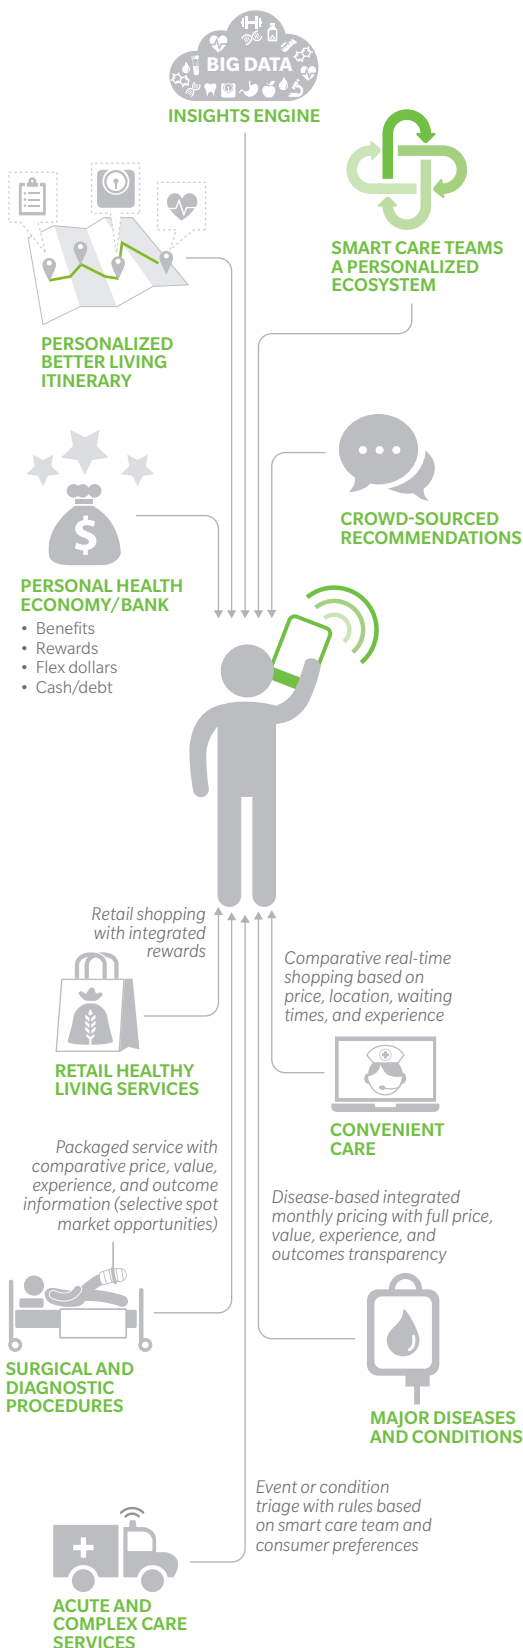 BIG DATA
INSIGHTS ENGINE
SMART CARE TEAMS
A PERSONALIZED
ECOSYSTEM
PERSONALIZED
BETTER LIVING
ITINERARY
CROWD-SOURCED
RECOMMENDATIONS
$
PERSONAL HEALTH
ECONOMY/BANK
• Benefits
• Rewards
• Flex dollars
• Cash/debt
Retail shopping
with integrated
rewards
RETAIL HEALTHY
LIVING SERVICES
Comparative real-time
shopping based on
price, location, waiting
times, and experience
CONVENIENT
CARE
Packaged service with
comparative price, value,
experience, and outcome
information (selective spot
market opportunities)
SURGICAL AND
DIAGNOSTIC
PROCEDURES
Disease-based integrated
monthly pricing with full price,
value, experience, and
outcomes transparency
MAJOR DISEASES
AND CONDITIONS
Event or condition
triage with rules based
on smart care team and
consumer preferences
ACUTE AND
COMPLEX CARE
SERVICES